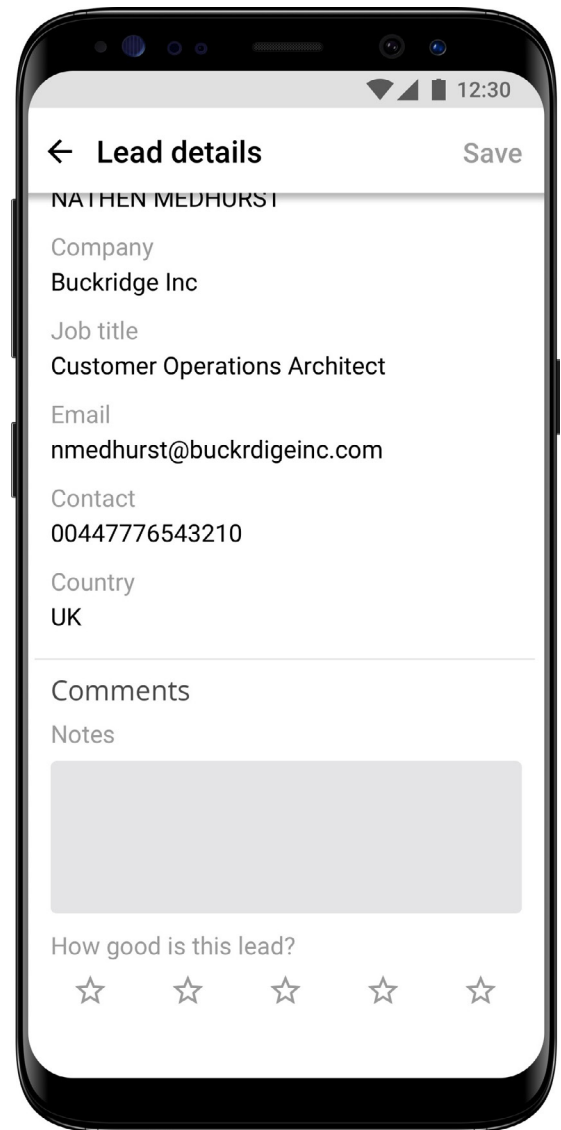 12:30
Lead details
Save
NATHEN MEDHURST
Company
Buckridge Inc
Job title
Customer Operations Architect
Email
nmedhurst@buckrdigeinc.com
Contact
00447776543210
Country
UK
Comments
Notes
How good is this lead?